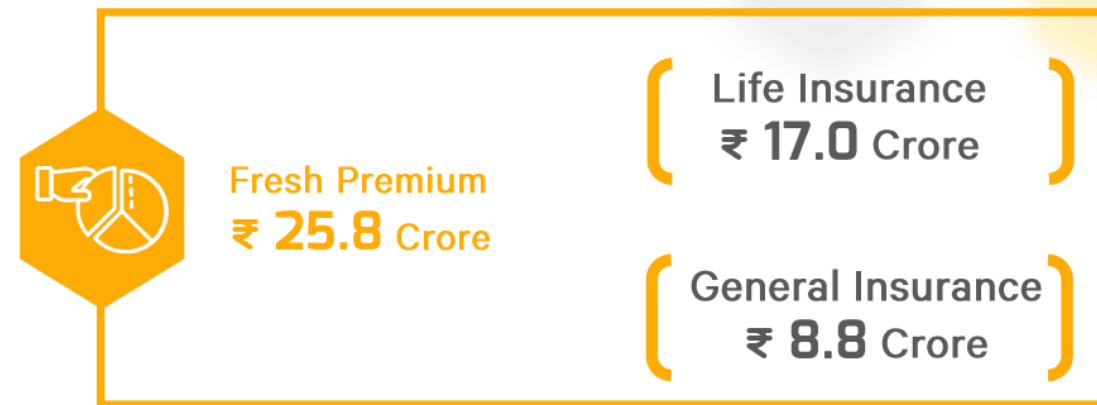 Fresh Premium
₹ 25.8 Crore
Life Insurance
₹ 17.0 Crore
General Insurance
₹ 8.8 Crore